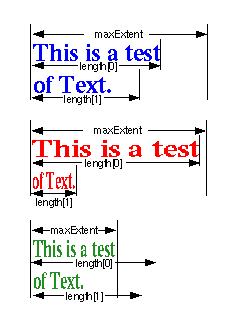 maxExtent
This is a test
length[0]
of Text.
length[1]
maxExtent
This is a test
length[0]
of Text.
length[1]
maxExtent
This is a test
length[0]
of Text.
length[1]